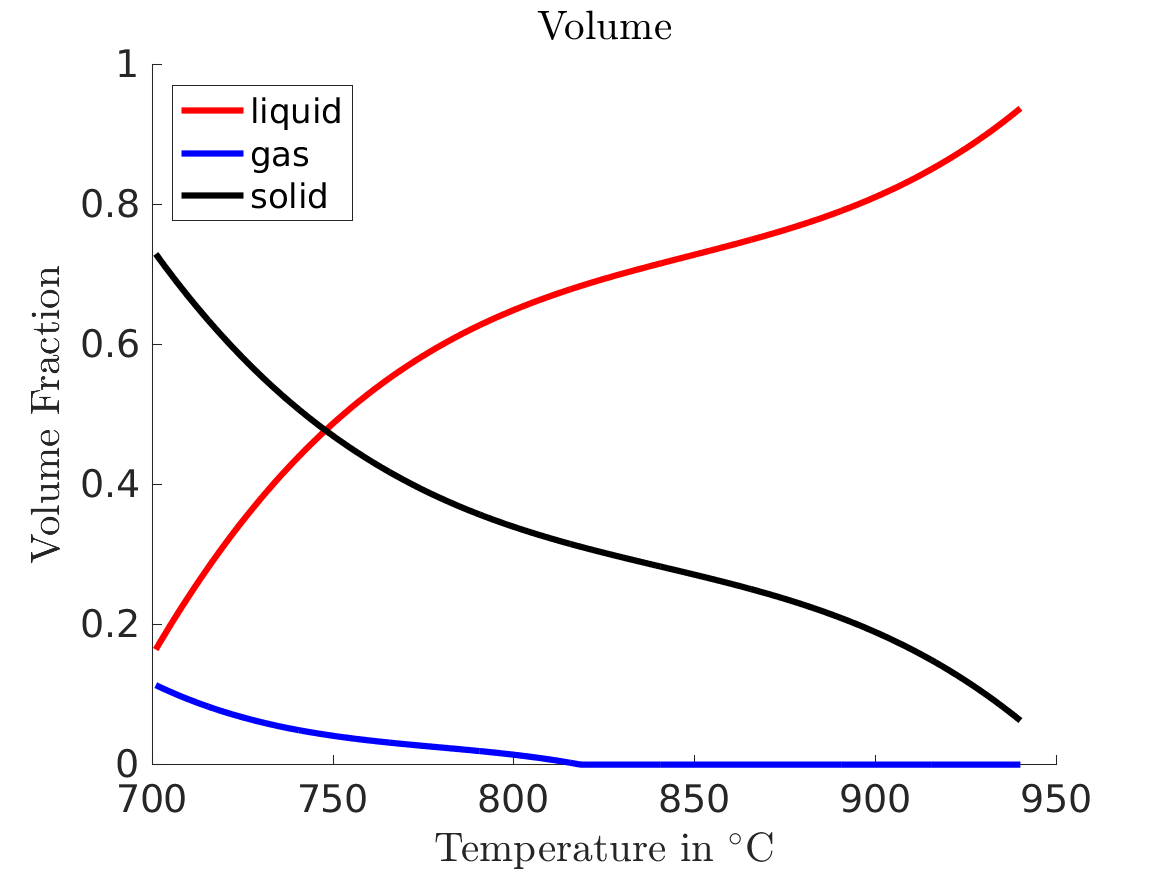 Volume
1
0.8
0.6
0.4
0.2
0
Volume Fraction
liquid
gas
solid
700 750 800 850 900 950
Temperature in °C